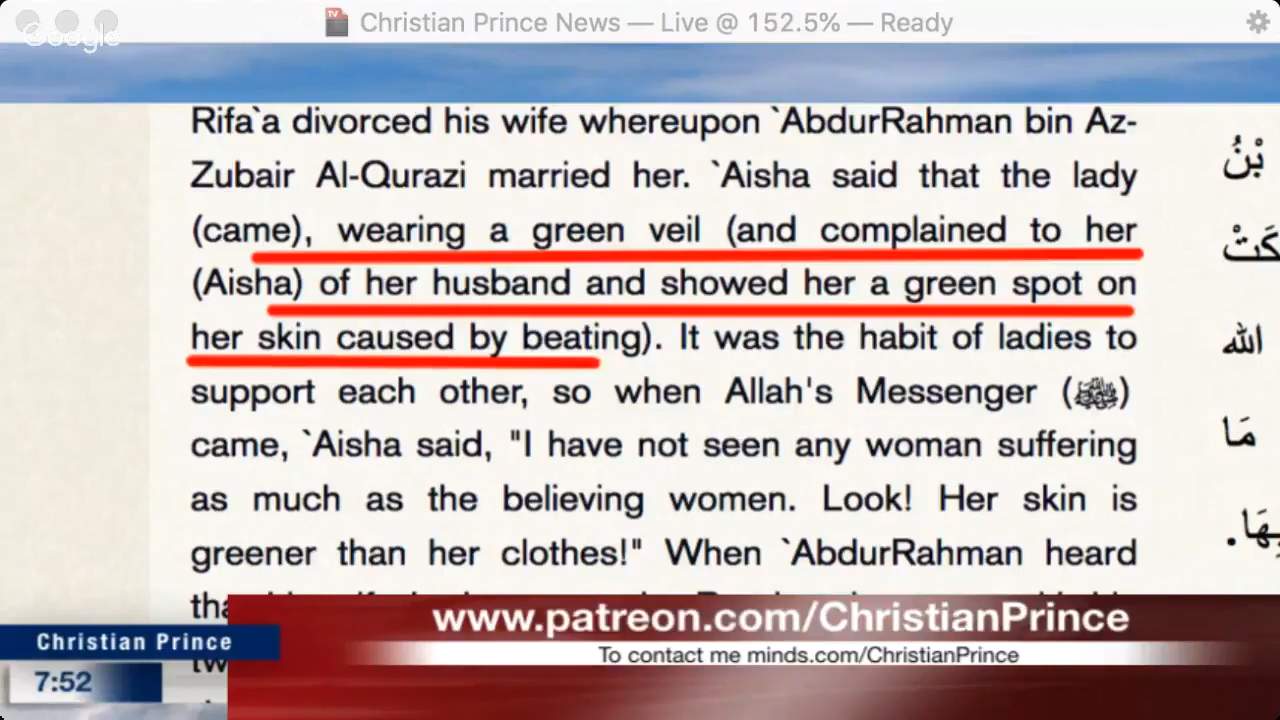 Christian Prince News — Live @ 152.5% — Ready
Google
Rifa`a divorced his wife whereupon `AbdurRahman bin Az-
Zubair Al-Qurazi married her. `Aisha said that the lady
(came), wearing a green veil (and complained to her
(Aisha) of her husband and showed her a green spot on
her skin caused by beating). It was the habit of ladies to
support each other, so when Allah's Messenger (ﷺ)
came, `Aisha said, "I have not seen any woman suffering
as much as the believing women. Look! Her skin is
greener than her clothes!" When `AbdurRahman heard
بْنُ
الله
مَا
www.patreon.com/ChristianPrince
To contact me minds.com/ChristianPrince
Christian Prince
7:52